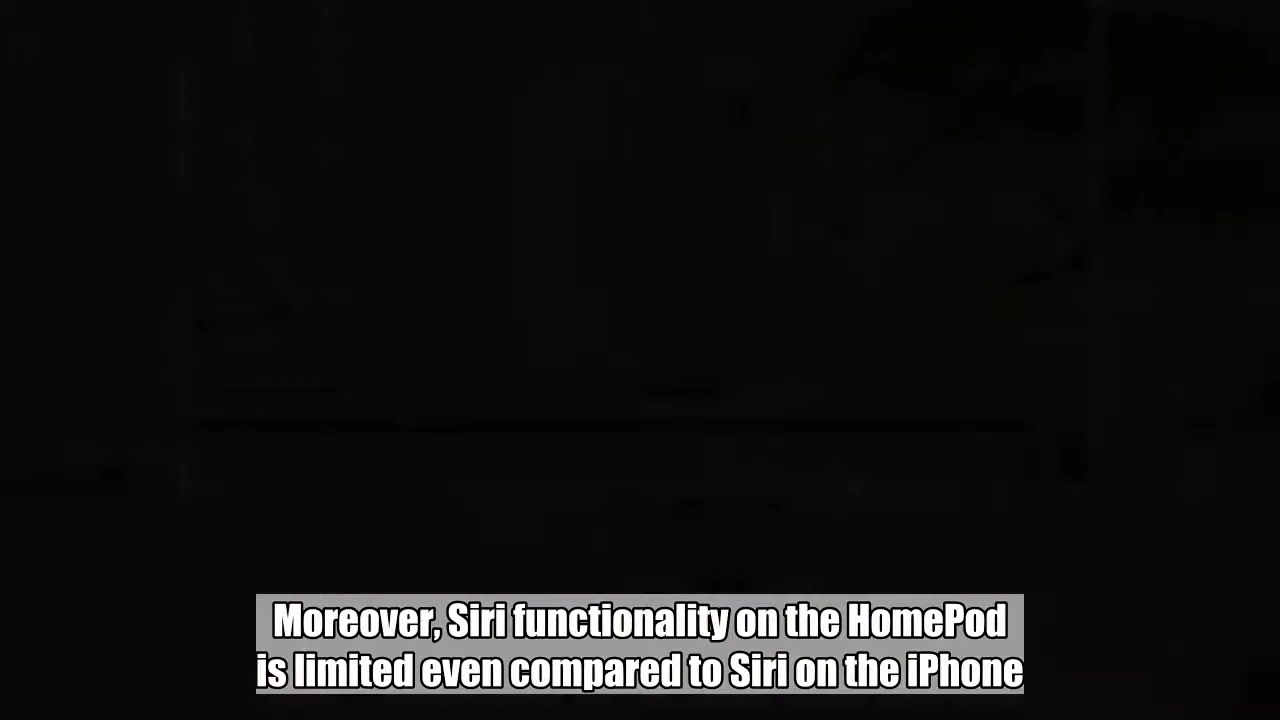 Moreover, Siri functionality on the HomePod
is limited even compared to Siri on the iPhone